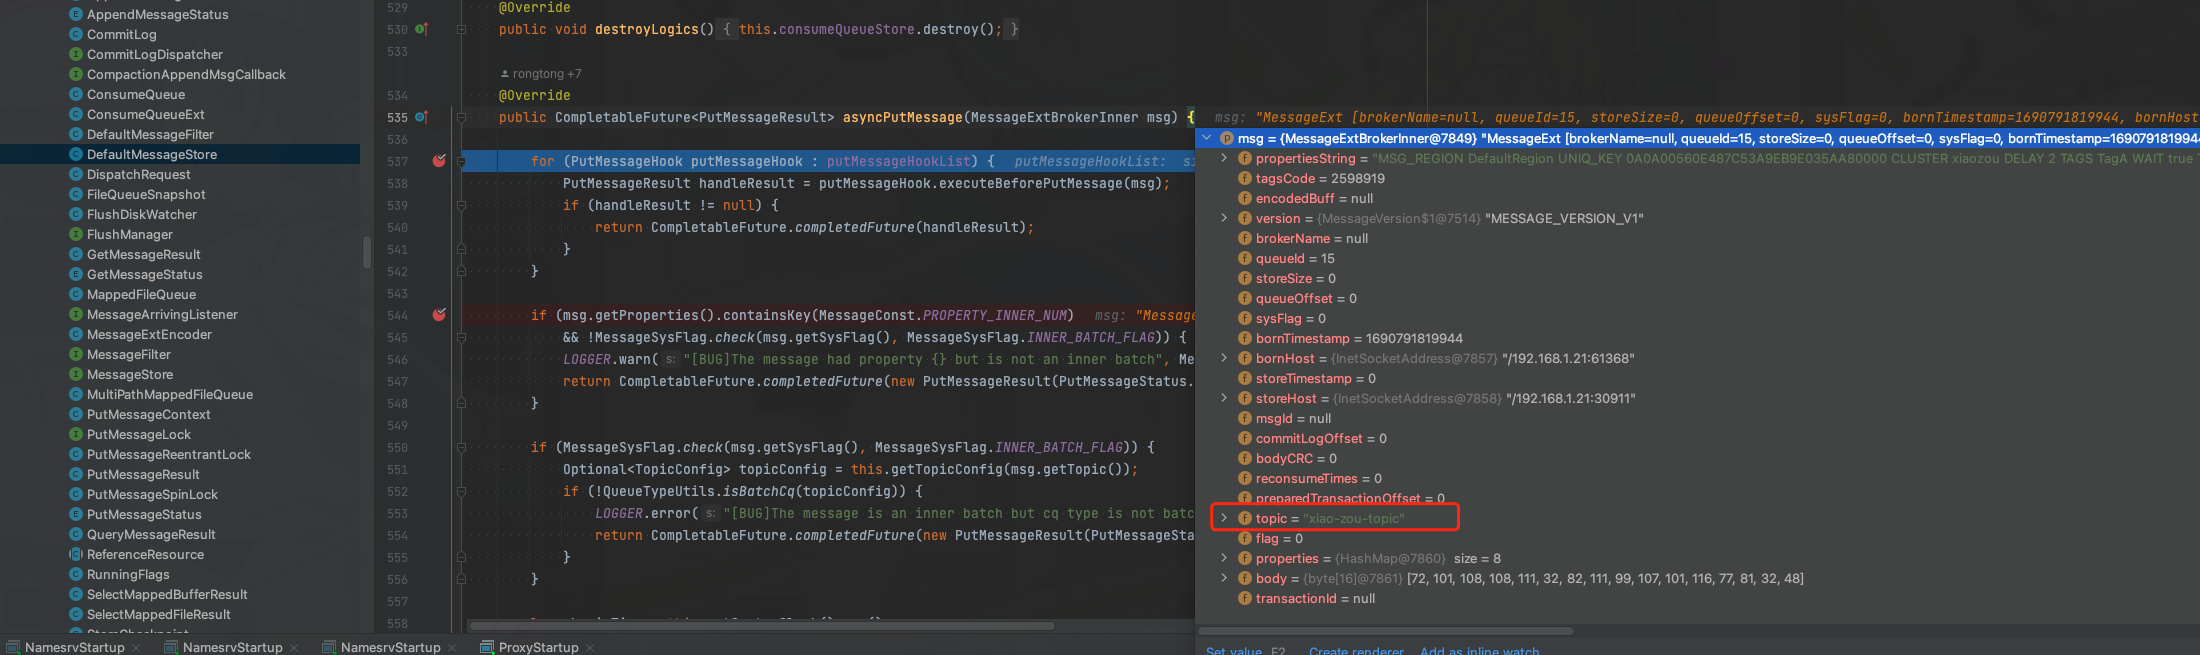 AppendMessageStatus
CommitLog
CommitLogDispatcher
CompactionAppendMsgCallback
ConsumeQueue
ConsumeQueueExt
DefaultMessageFilter
DefaultMessageStore
DispatchRequest
FileQueueSnapshot
FlushDiskWatcher
FlushManager
GetMessageResult
GetMessageStatus
MappedFileQueue
MessageArrivingListener
MessageExtEncoder
MessageFilter
MessageStore
MultiPathMappedFileQueue
PutMessageContext
PutMessageLock
PutMessageReentrantLock
PutMessageResult
PutMessageSpinLock
PutMessageStatus
QueryMessageResult
ReferenceResource
RunningFlags
SelectMappedBufferResult
SelectMappedFileResult
StoreCheckpoint
529 @Override
530 public void destroyLogics() { this.consumeQueueStore.destroy(); }
533
rongtong +7
534 @Override
535 public CompletableFuture<PutMessageResult> asyncPutMessage(MessageExtBrokerInner msg) { msg: "MessageExt [brokerName=null, queueId=15, storeSize=0, queueOffset=0, sysFlag=0, bornTimestamp=1690791819944, bornHost
536
537 for (PutMessageHook putMessageHook : putMessageHookList) { putMessageHookList: si
538 PutMessageResult handleResult = putMessageHook.executeBeforePutMessage(msg);
539 if (handleResult != null) {
540 return CompletableFuture.completedFuture(handleResult);
541 }
542 }
543
544 if (msg.getProperties().containsKey(MessageConst.PROPERTY_INNER_NUM) msg: "Messag
545 && !MessageSysFlag.check(msg.getSysFlag(), MessageSysFlag.INNER_BATCH_FLAG)) {
546 LOGGER.warn( s: "[BUG]The message had property {} but is not an inner batch", Me
547 return CompletableFuture.completedFuture(new PutMessageResult(PutMessageStatus.
548 }
549
550 if (MessageSysFlag.check(msg.getSysFlag(), MessageSysFlag.INNER_BATCH_FLAG)) {
551 Optional<TopicConfig> topicConfig = this.getTopicConfig(msg.getTopic());
552 if (!QueueTypeUtils.isBatchCq(topicConfig)) {
553 LOGGER.error( s: "[BUG]The message is an inner batch but cq type is not batc
554 return CompletableFuture.completedFuture(new PutMessageResult(PutMessageSta
555 }
556 }
557
558
msg = {MessageExtBrokerInner@7849} "MessageExt [brokerName=null, queueId=15, storeSize=0, queueOffset=0, sysFlag=0, bornTimestamp=1690791819944
propertiesString = "MSG_REGION DefaultRegion UNIQ_KEY 0A0A00560E487C53A9EB9E035AA80000 CLUSTER xiaozou DELAY 2 TAGS TagA WAIT true
tagsCode = 2598919
encodedBuff = null
version = {MessageVersion$1@7514} "MESSAGE_VERSION_V1"
brokerName = null
queueId = 15
storeSize = 0
queueOffset = 0
sysFlag = 0
bornTimestamp = 1690791819944
bornHost = {InetSocketAddress@7857} "/192.168.1.21:61368"
storeTimestamp = 0
storeHost = {InetSocketAddress@7858} "/192.168.1.21:30911"
msgId = null
commitLogOffset = 0
bodyCRC = 0
reconsumeTimes = 0
preparedTransactionOffset = 0
topic = "xiao-zou-topic"
flag = 0
properties = {HashMap@7860} size = 8
body = {byte[16]@7861} [72, 101, 108, 108, 111, 32, 82, 111, 99, 107, 101, 116, 77, 81, 32, 48]
transactionId = null
Set value F2 Create renderer Add as inline watch
NamesrvStartup NamesrvStartup NamesrvStartup ProxyStartup